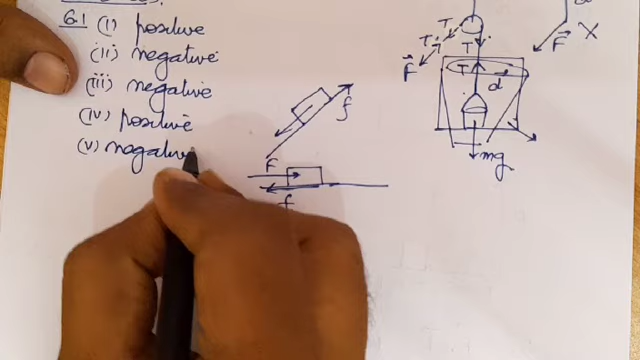 6.1 (i) positive
(ii) negative
(iii) negative
(iv) positive
(v) negative
f
F
f
T
T
T
T
T
F
d
mg
F
X